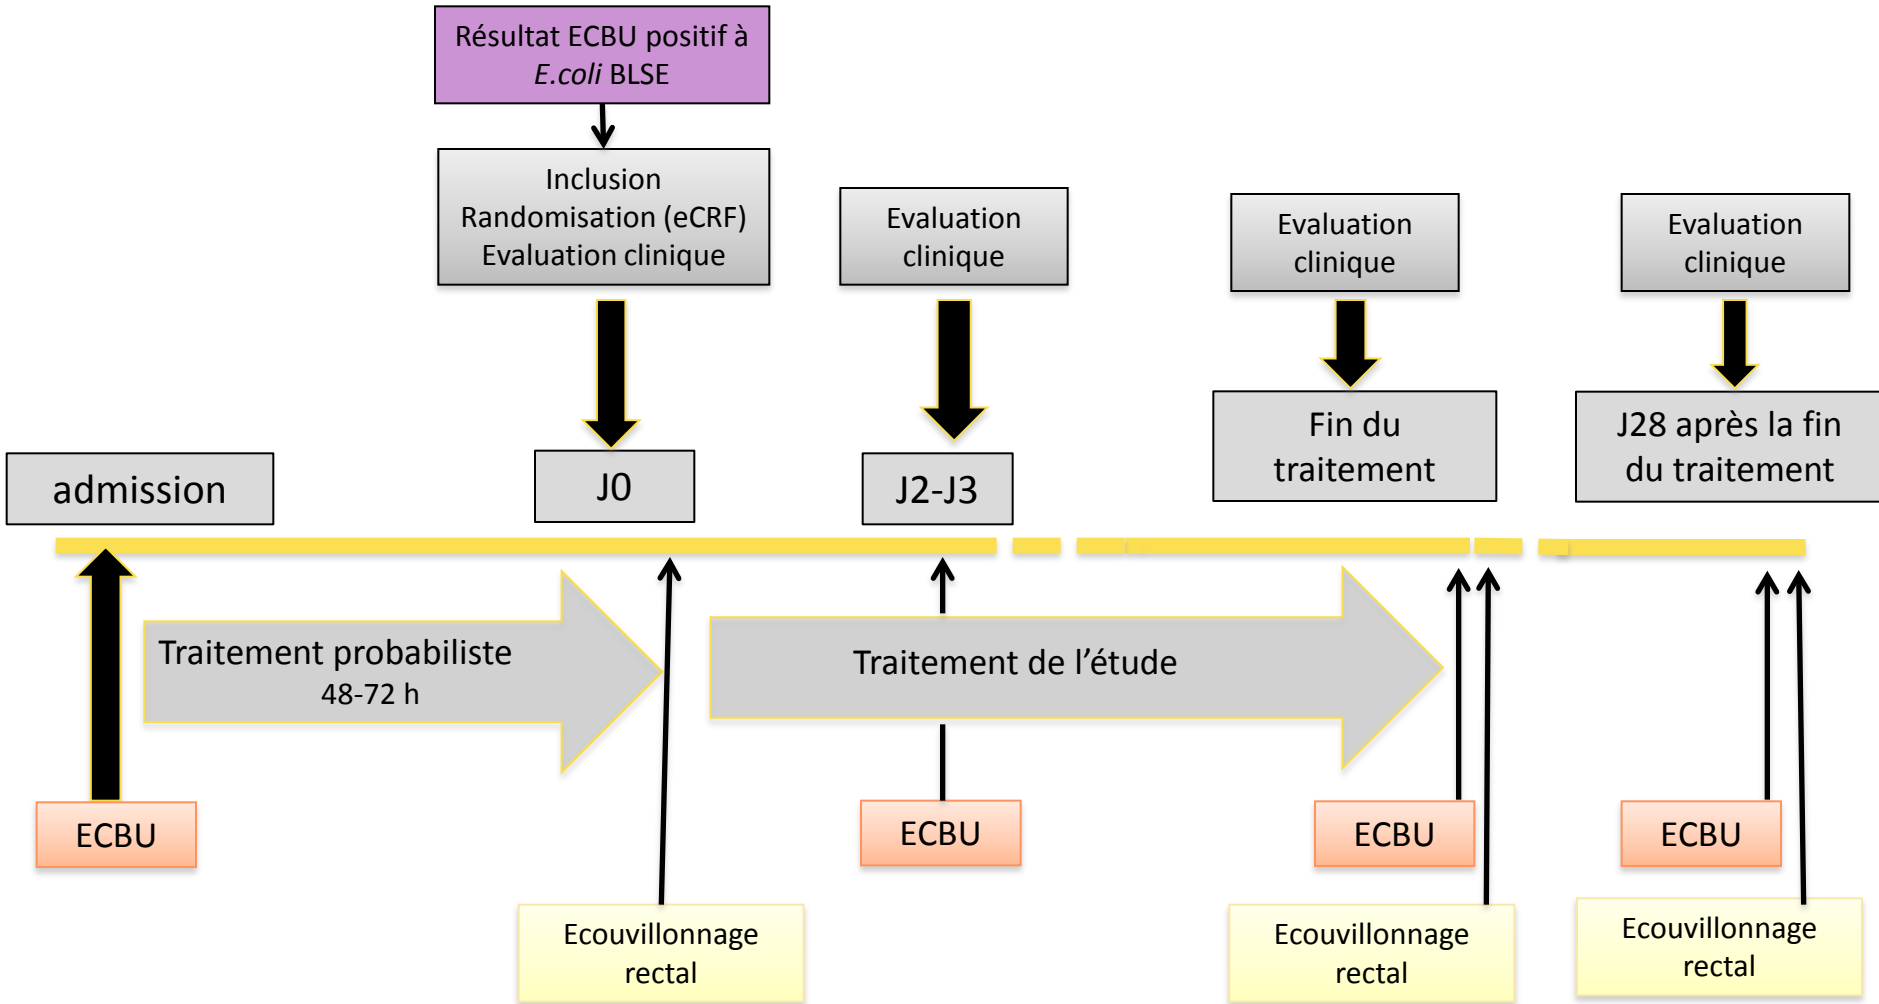 Résultat ECBU positif à
E.coli BLSE
Inclusion
Randomisation (eCRF)
Evaluation clinique
Evaluation
clinique
Evaluation
clinique
Evaluation
clinique
admission
J0
J2-J3
Fin du
traitement
J28 après la fin
du traitement
Traitement probabiliste
48-72 h
Traitement de l'étude
ECBU
ECBU
ECBU
ECBU
Ecouvillonnage
rectal
Ecouvillonnage
rectal
Ecouvillonnage
rectal